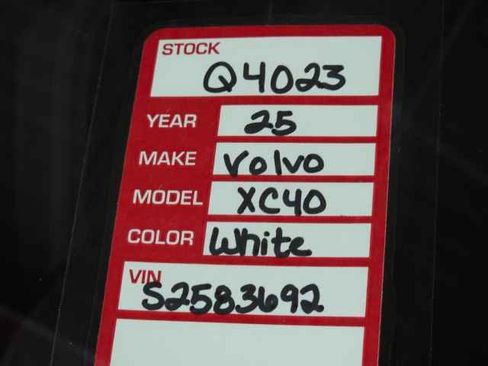 STOCK
Q4023
YEAR 25
MAKE Volvo
MODEL XC40
COLOR White
VIN
S2583692